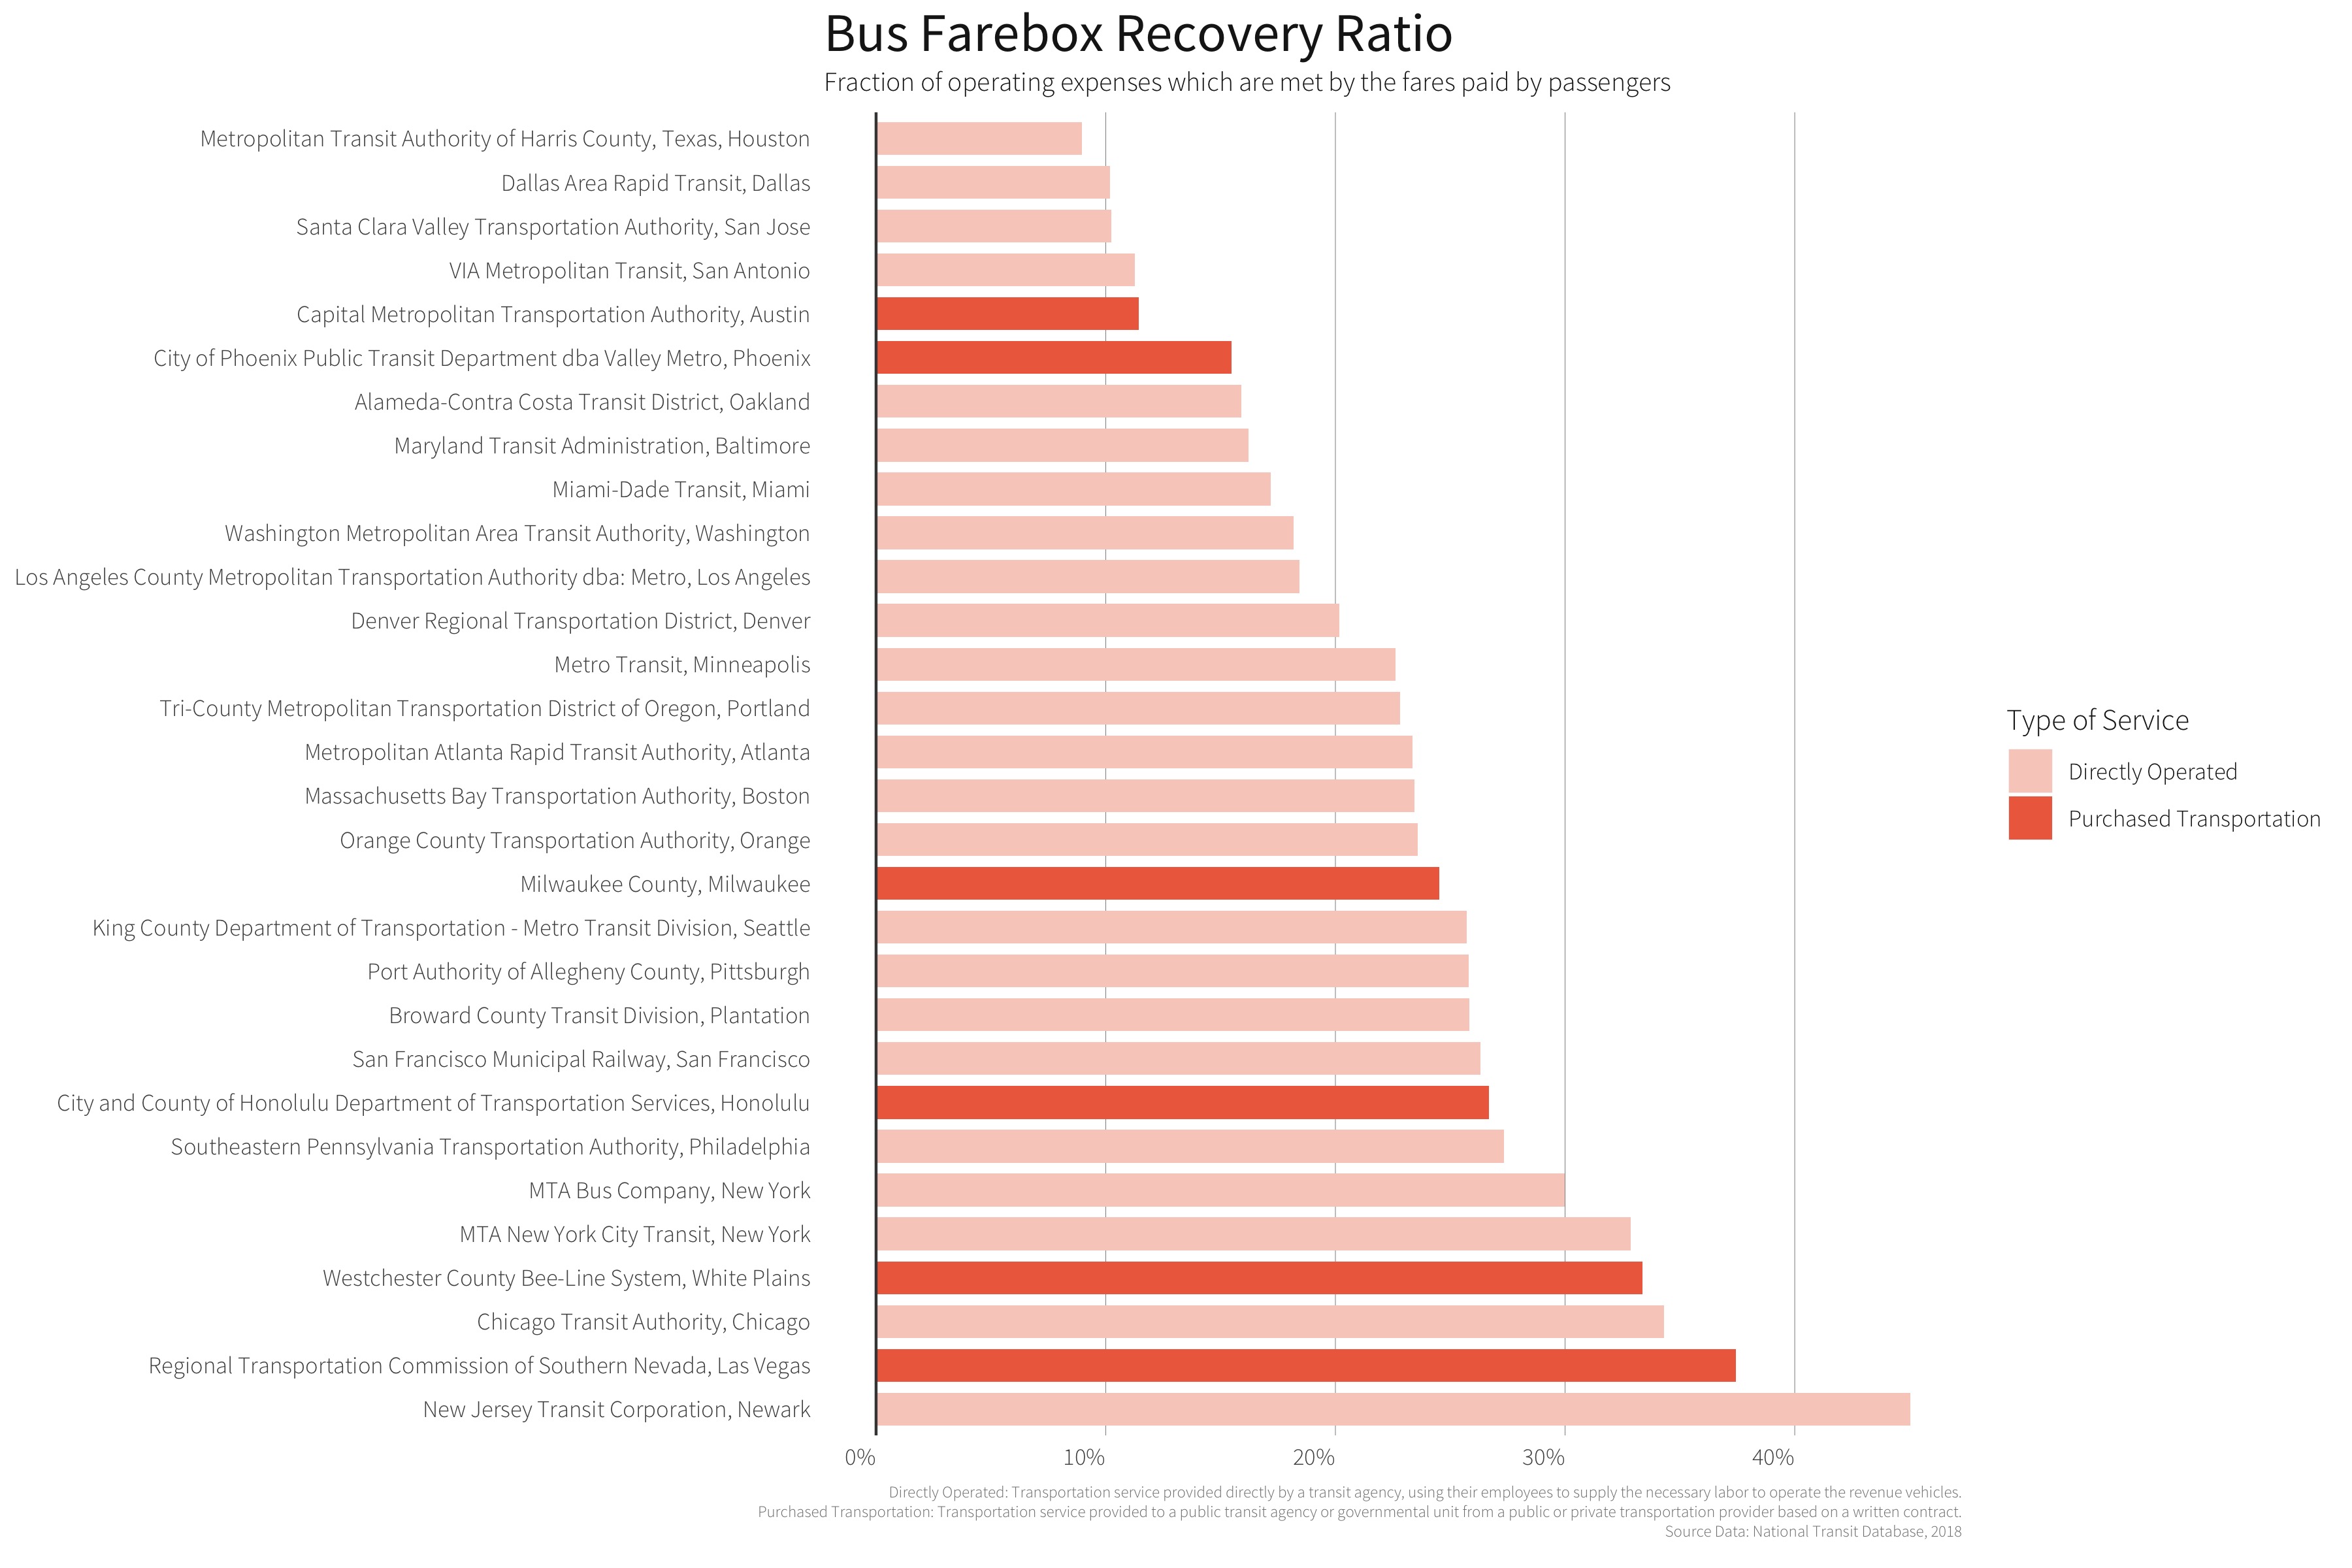 Bus Farebox Recovery Ratio
Fraction of operating expenses which are met by the fares paid by passengers
Metropolitan Transit Authority of Harris County, Texas, Houston
Dallas Area Rapid Transit, Dallas
Santa Clara Valley Transportation Authority, San Jose
VIA Metropolitan Transit, San Antonio
Capital Metropolitan Transportation Authority, Austin
City of Phoenix Public Transit Department dba Valley Metro, Phoenix
Alameda-Contra Costa Transit District, Oakland
Maryland Transit Administration, Baltimore
Miami-Dade Transit, Miami
Washington Metropolitan Area Transit Authority, Washington
Los Angeles County Metropolitan Transportation Authority dba: Metro, Los Angeles
Denver Regional Transportation District, Denver
Metro Transit, Minneapolis
Tri-County Metropolitan Transportation District of Oregon, Portland
Metropolitan Atlanta Rapid Transit Authority, Atlanta
Massachusetts Bay Transportation Authority, Boston
Orange County Transportation Authority, Orange
Milwaukee County, Milwaukee
King County Department of Transportation - Metro Transit Division, Seattle
Port Authority of Allegheny County, Pittsburgh
Broward County Transit Division, Plantation
San Francisco Municipal Railway, San Francisco
City and County of Honolulu Department of Transportation Services, Honolulu
Southeastern Pennsylvania Transportation Authority, Philadelphia
MTA Bus Company, New York
MTA New York City Transit, New York
Westchester County Bee-Line System, White Plains
Chicago Transit Authority, Chicago
Regional Transportation Commission of Southern Nevada, Las Vegas
New Jersey Transit Corporation, Newark
0% 10% 20% 30% 40%
Type of Service
Directly Operated
Purchased Transportation
Directly Operated: Transportation service provided directly by a transit agency, using their employees to supply the necessary labor to operate the revenue vehicles.
Purchased Transportation: Transportation service provided to a public transit agency or governmental unit from a public or private transportation provider based on a written contract.
Source Data: National Transit Database, 2018